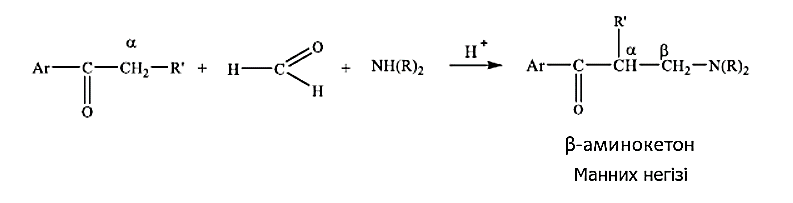 α
Ar—C—CH₂—R' + H—C + NH(R)₂ H⁺ Ar—C—CH—CH₂—N(R)₂
O
O
H
R'
α
β
O
β-аминокетон
Манних негізі